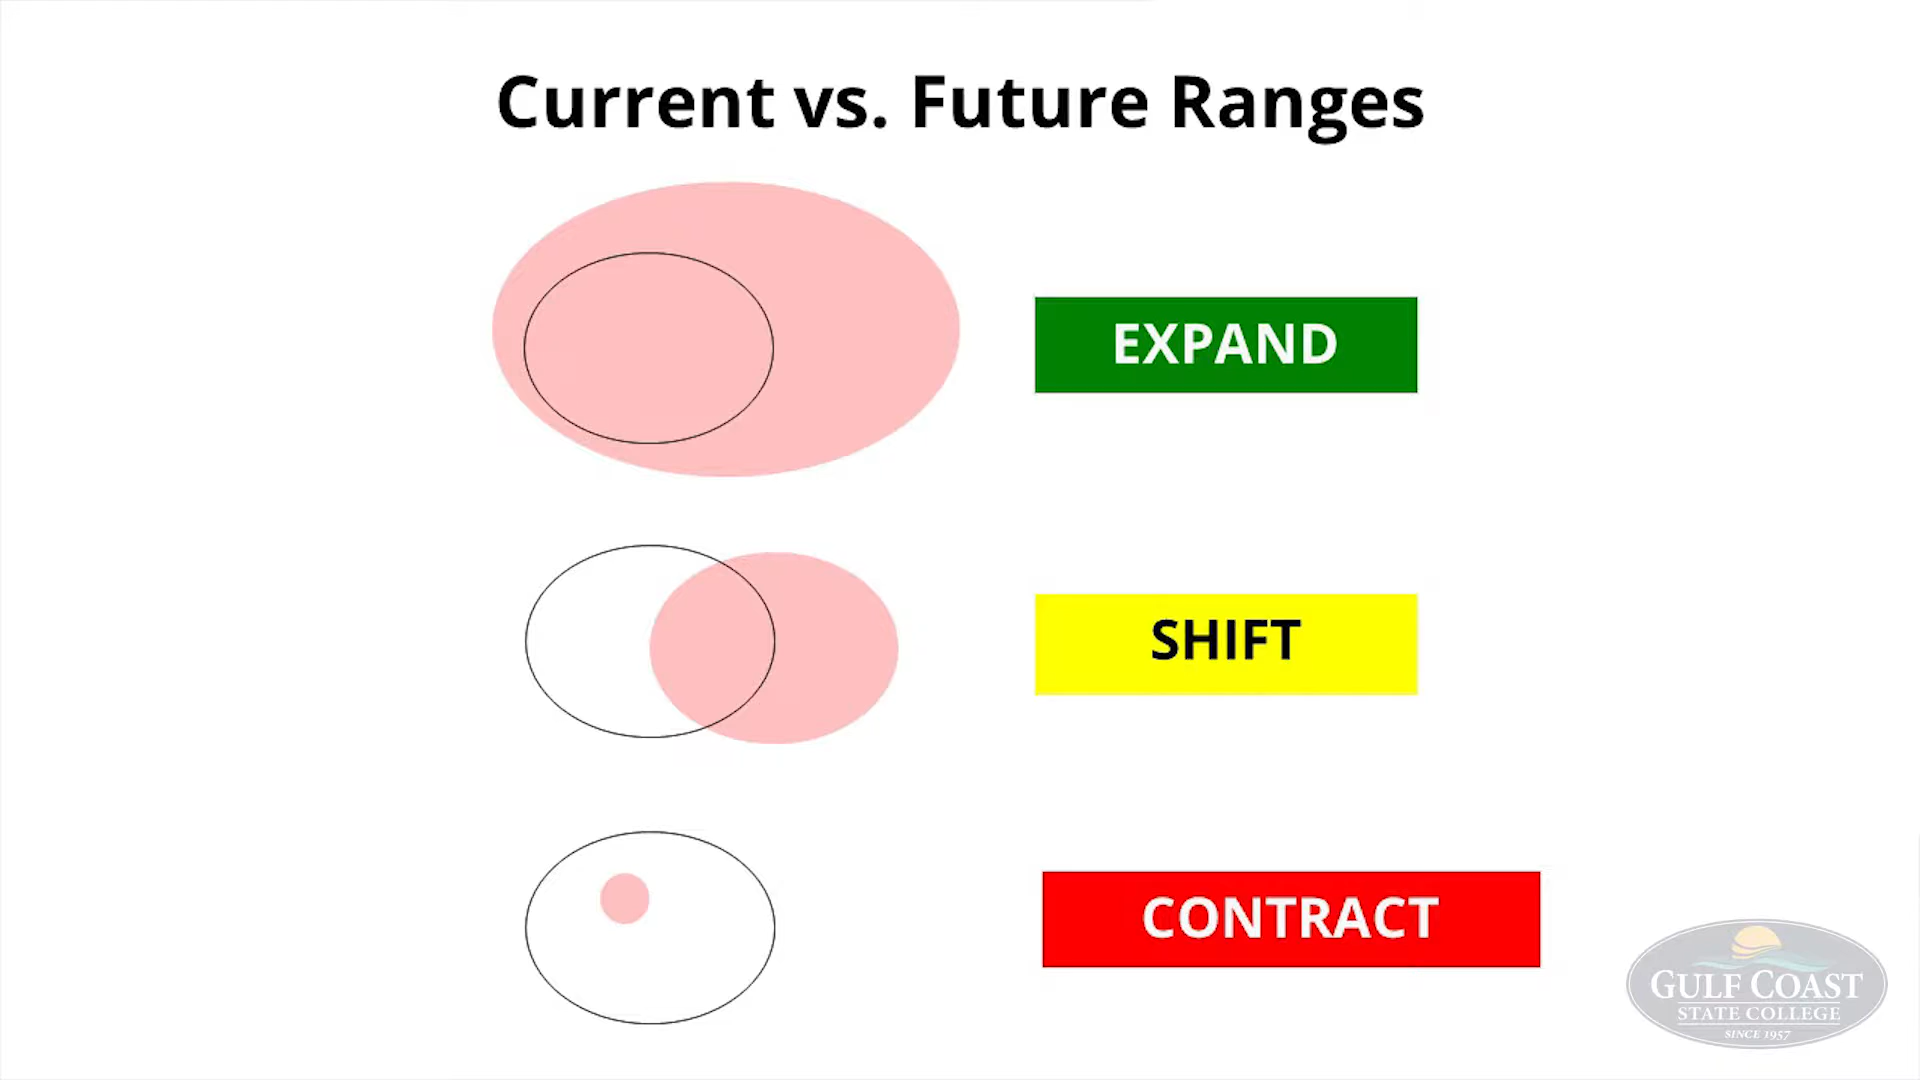 Current vs. Future Ranges
EXPAND
SHIFT
CONTRACT
GULF COAST
STATE COLLEGE
SINCE 1957